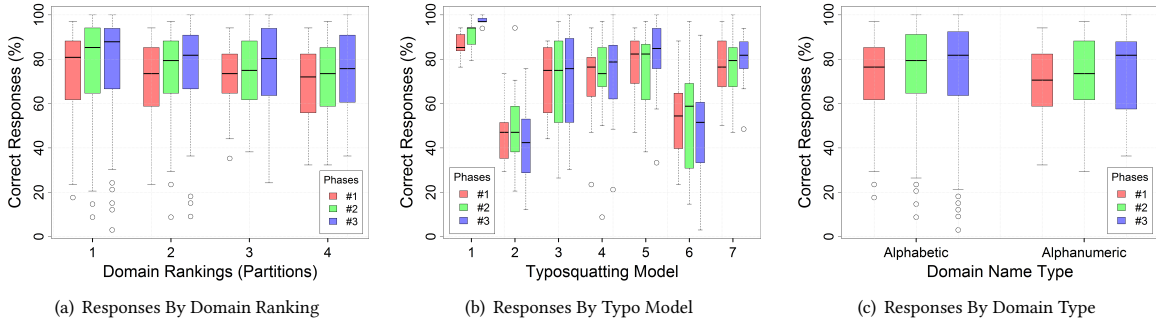 Correct Responses (%)
100
80
60
40
20
0
Phases
#1
#2
#3
1 2 3 4
Domain Rankings (Partitions)
(a) Responses By Domain Ranking
Correct Responses (%)
100
80
60
40
20
0
Phases
#1
#2
#3
1 2 3 4 5 6 7
Typosquatting Model
(b) Responses By Typo Model
Correct Responses (%)
100
80
60
40
20
0
Phases
#1
#2
#3
Alphabetic Alphanumeric
Domain Name Type
(c) Responses By Domain Type